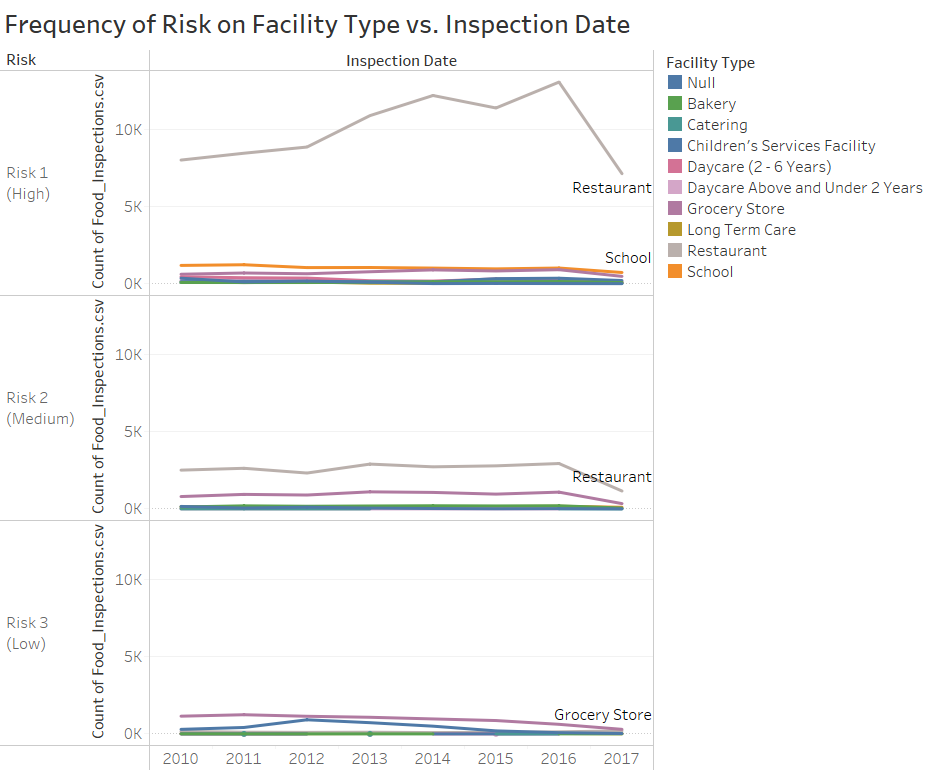 Frequency of Risk on Facility Type vs. Inspection Date
Risk
Inspection Date
Risk 1
(High)
Count of Food_Inspections.csv
10K
5K
0K
Restaurant
School
Risk 2
(Medium)
Count of Food_Inspections.csv
10K
5K
0K
Restaurant
Risk 3
(Low)
Count of Food_Inspections.csv
10K
5K
0K
Grocery Store
2010 2011 2012 2013 2014 2015 2016 2017
Facility Type
Null
Bakery
Catering
Children's Services Facility
Daycare (2 - 6 Years)
Daycare Above and Under 2 Years
Grocery Store
Long Term Care
Restaurant
School